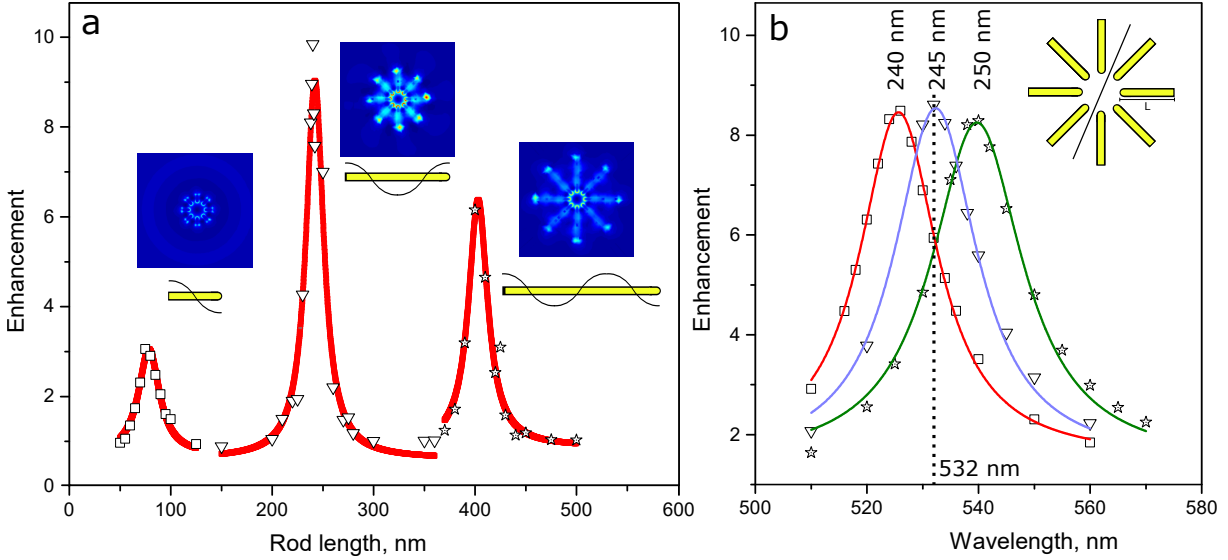 a
Enhancement
10
8
6
4
2
0
0 100 200 300 400 500 600
Rod length, nm
b
240 nm
245 nm
250 nm
L
Enhancement
8
6
4
2
532 nm
500 520 540 560 580
Wavelength, nm